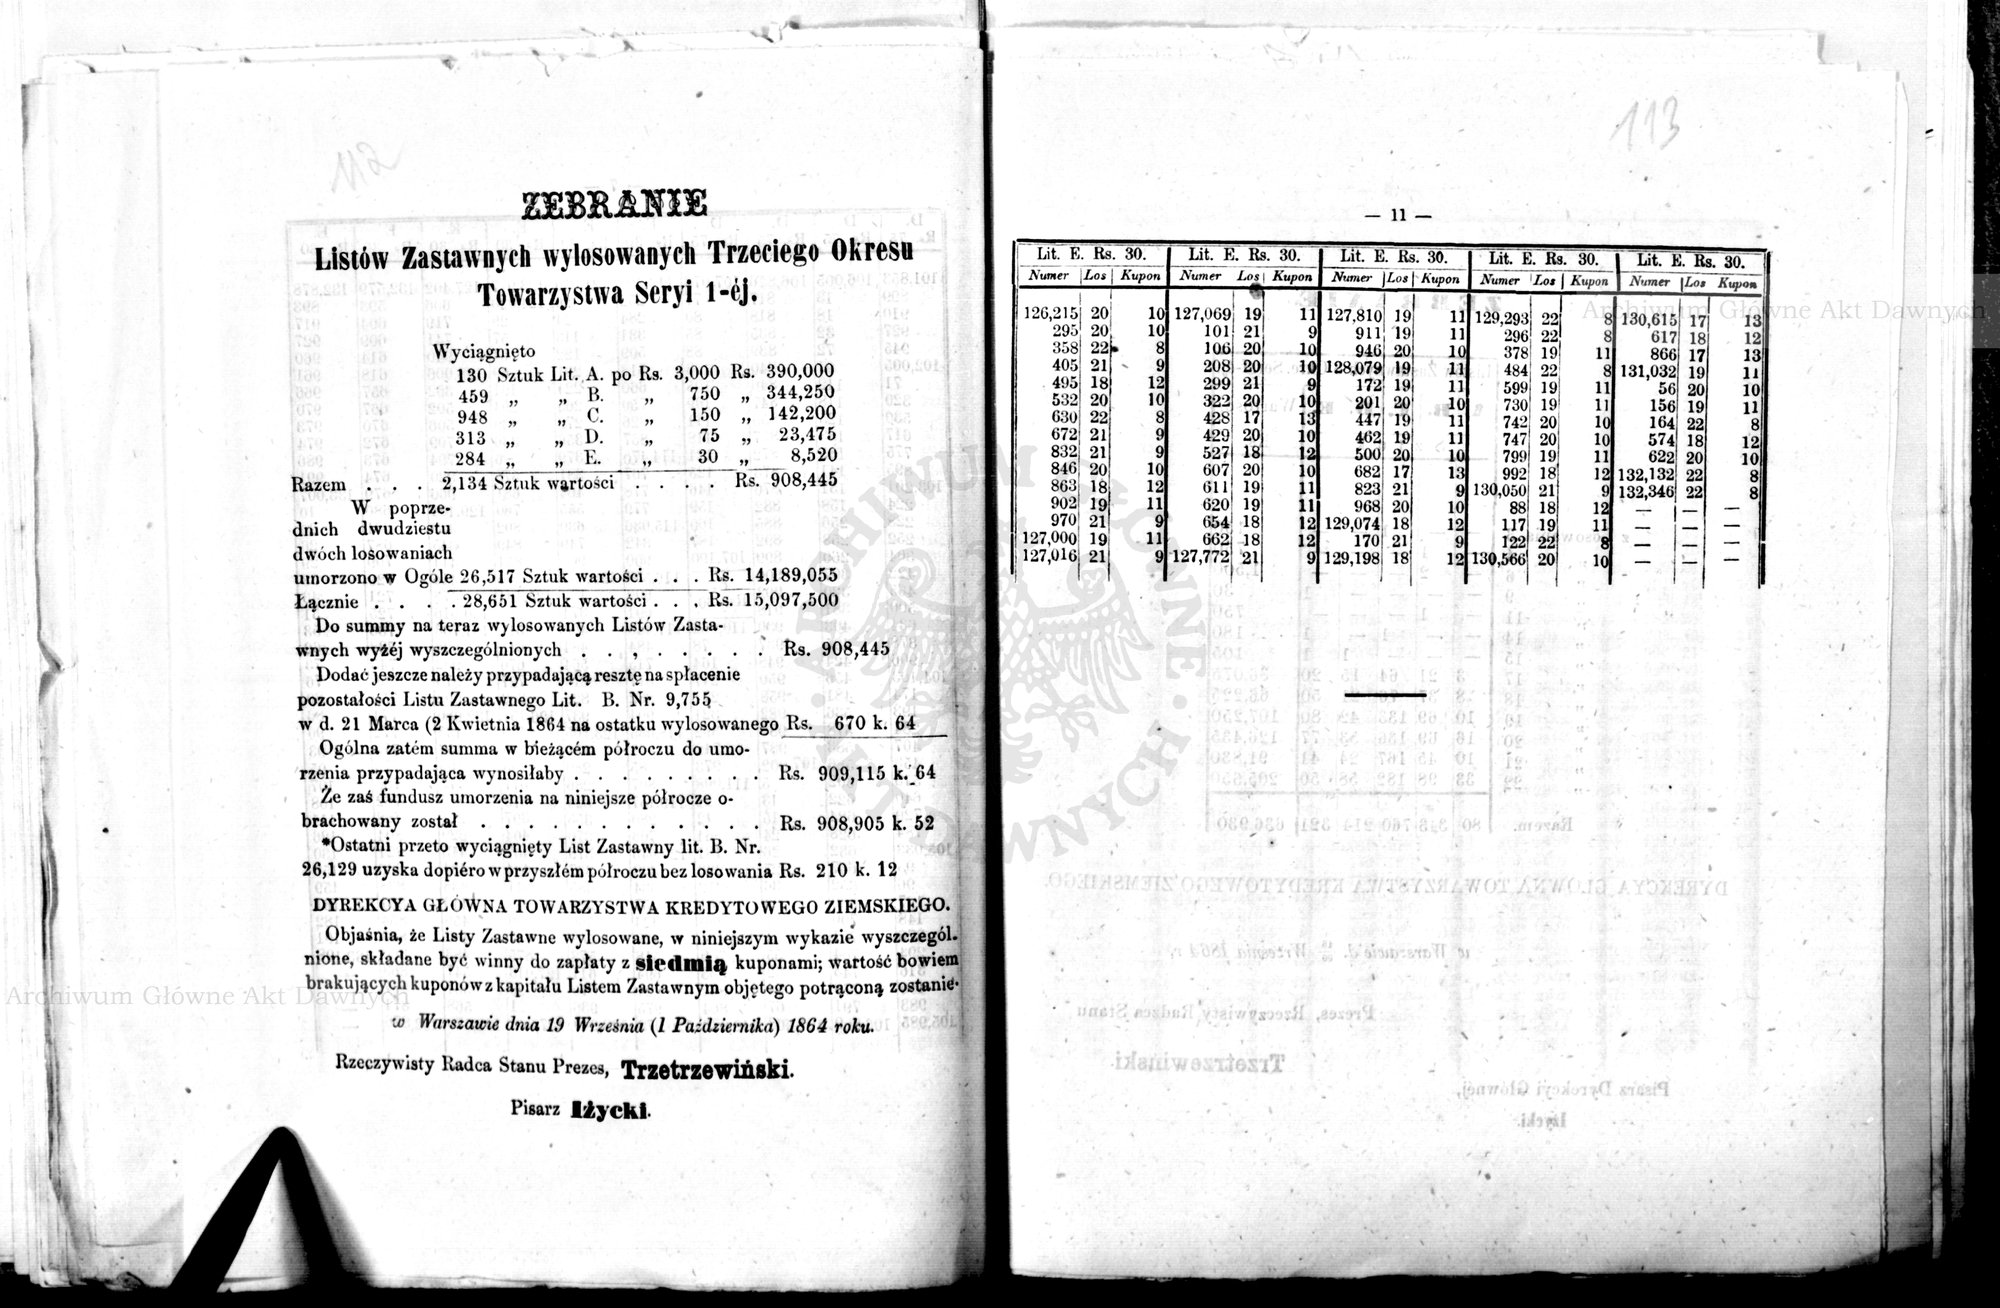 112
ZEBRANIE
Listów Zastawnych wylosowanych Trzeciego Okresu
Towarzystwa Seryi 1-éj.
Wyciągnięto
130 Sztuk Lit. A. po Rs. 3,000 Rs. 390,000
459 „ „ B. „ 750 „ 344,250
948 „ „ C. „ 150 „ 142,200
313 „ „ D. „ 75 „ 23,475
284 „ „ E. „ 30 „ 8,520
Razem . . . 2,134 Sztuk wartości . . . . Rs. 908,445
W poprze-
dnich dwudziestu
dwóch losowaniach
umorzono w Ogóle 26,517 Sztuk wartości . . . Rs. 14,189,055
Łącznie . . . . 28,651 Sztuk wartości . . . Rs. 15,097,500
Do summy na teraz wylosowanych Listów Zasta-
wnych wyżéj wyszczególnionych . . , . . . . . Rs. 908,445
Dodać jeszcze należy przypadającą resztę na spłacenie
pozostałości Listu Zastawnego Lit. B. Nr. 9,755
w d. 21 Marca (2 Kwietnia 1864 na ostatku wylosowanego Rs. 670 k. 64
Ogólna zatém summa w bieżącém półroczu do umo-
rzenia przypadająca wynosiłaby . . . . . . . . . Rs. 909,115 k. 64
Że zaś fundusz umorzenia na niniejsze półrocze o-
brachowany został . . . . . . . . . . . . Rs. 908,905 k. 52
*Ostatni przeto wyciągnięty List Zastawny lit. B. Nr.
26,129 uzyska dopiéro w przyszłém półroczu bez losowania Rs. 210 k. 12
DYREKCYA GŁÓWNA TOWARZYSTWA KREDYTOWEGO ZIEMSKIEGO.
Objaśnia, że Listy Zastawne wylosowane, w niniejszym wykazie wyszczegól-
nione, składane być winny do zapłaty z siedmią kuponami; wartość bowiem
brakujących kuponów z kapitału Listem Zastawnym objętego potrąconą zostanie.
w Warszawie dnia 19 Września (1 Października) 1864 roku.
Rzeczywisty Radca Stanu Prezes, Trzetrzewiński.
Pisarz Iżycki.
113
— 11 —
Lit. E. Rs. 30. Lit. E. Rs. 30. Lit. E. Rs. 30. Lit. E. Rs. 30. Lit. E. Rs. 30.
Numer Los Kupon Numer Los Kupon Numer Los Kupon Numer Los Kupon Numer Los Kupon
126,215 20 10 127,069 19 11 127,810 19 11 129,293 22 8 130,615 17 13
295 20 10 101 21 9 911 19 11 296 22 8 617 18 12
358 22 8 106 20 10 946 20 10 378 19 11 866 17 13
405 21 9 208 20 10 128,079 19 11 484 22 8 131,032 19 11
495 18 12 299 21 9 172 19 11 599 19 11 56 20 10
532 20 10 322 20 10 201 20 10 730 19 11 156 19 11
630 22 8 428 17 13 447 19 11 742 20 10 164 22 8
672 21 9 429 20 10 462 19 11 747 20 10 574 18 12
832 21 9 527 18 12 500 20 10 799 19 11 622 20 10
846 20 10 607 20 10 682 17 13 992 18 12 132,132 22 8
863 18 12 611 19 11 823 21 9 130,050 21 9 132,346 22 8
902 19 11 620 19 11 968 20 10 88 18 12 — — —
970 21 9 654 18 12 129,074 18 12 117 19 11 — — —
127,000 19 11 662 18 12 170 21 9 122 22 8 — — —
127,016 21 9 127,772 21 9 129,198 18 12 130,566 20 10 — — —
Archiwum Główne Akt Dawnych
Archiwum Główne Akt Dawnych
ARCHIWUM GŁÓWNE AKT DAWNYCH